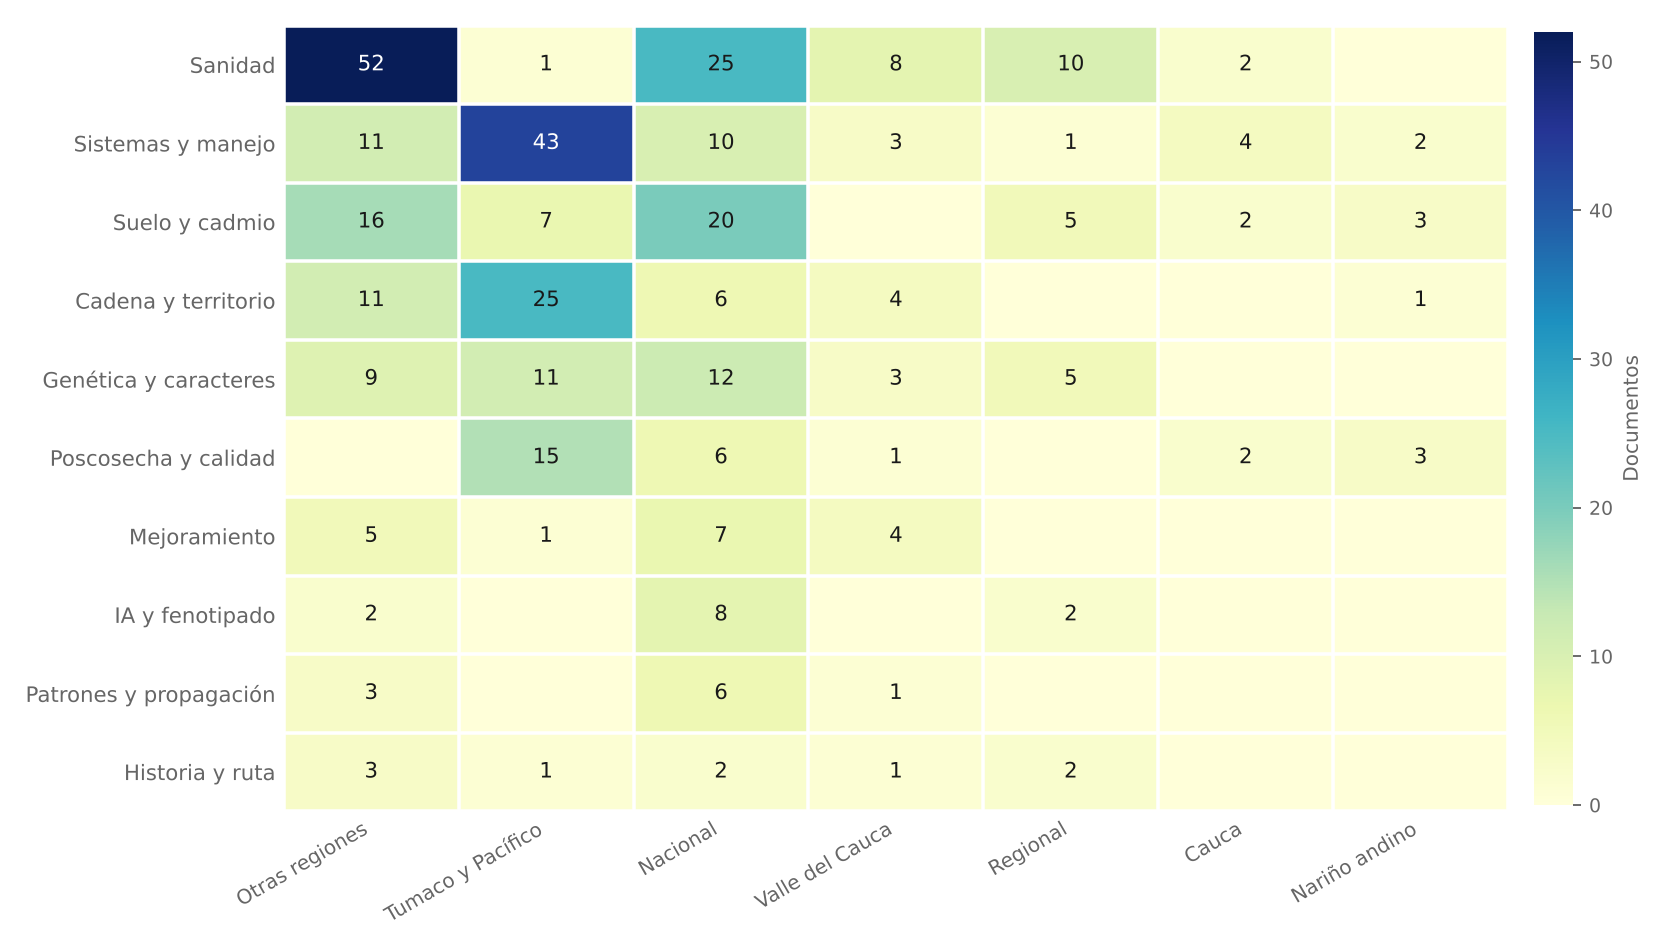 Sanidad 52 1 25 8 10 2
Sistemas y manejo 11 43 10 3 1 4 2
Suelo y cadmio 16 7 20 5 2 3
Cadena y territorio 11 25 6 4 1
Genética y caracteres 9 11 12 3 5
Poscosecha y calidad 15 6 1 2 3
Mejoramiento 5 1 7 4
IA y fenotipado 2 8 2
Patrones y propagación 3 6 1
Historia y ruta 3 1 2 1 2
Otras regiones
Tumaco y Pacífico
Nacional
Valle del Cauca
Regional
Cauca
Nariño andino
50
40
30
20
10
0
Documentos